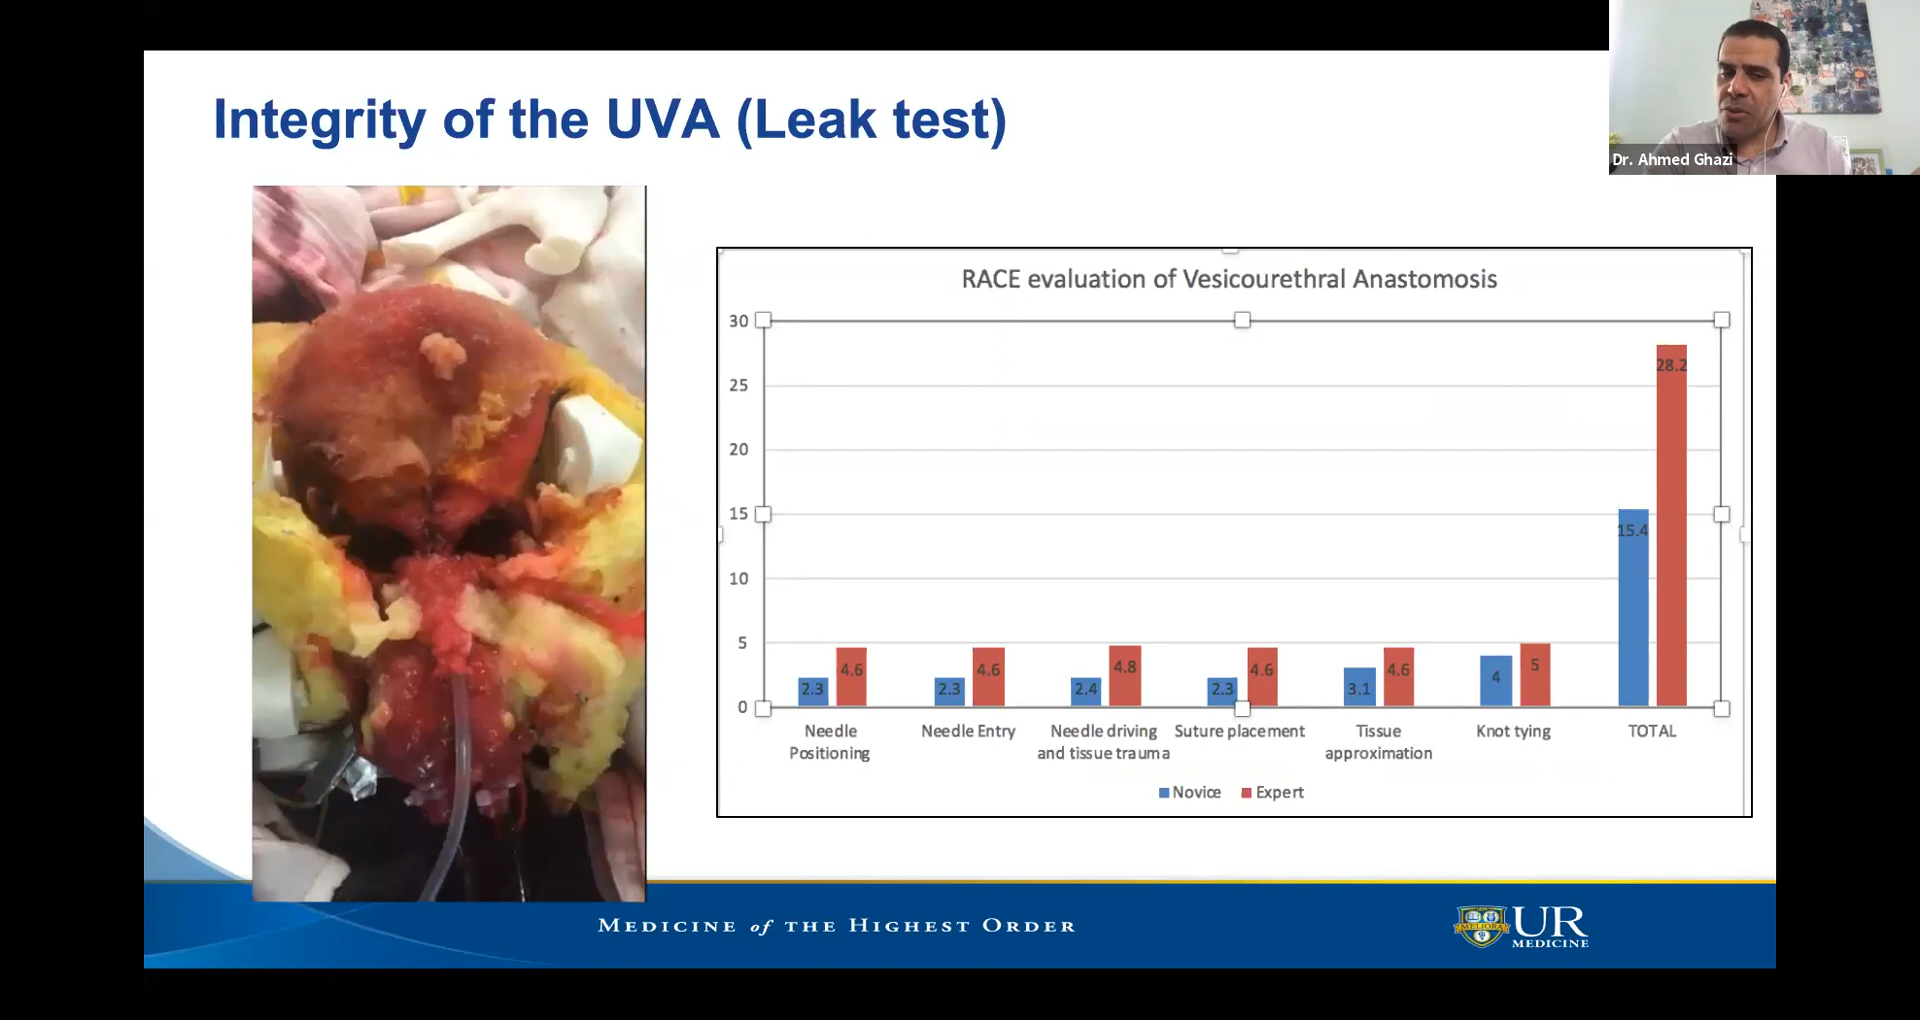 Integrity of the UVA (Leak test)
Dr. Ahmed Ghazi
RACE evaluation of Vesicourethral Anastomosis
30
25
20
15
10
5
0
2.3
4.6
2.3
4.6
2.4
4.8
2.3
4.6
3.1
4.6
4
5
15.4
28.2
Needle
Positioning
Needle Entry
Needle driving
and tissue trauma
Suture placement
Tissue
approximation
Knot tying
TOTAL
Novice
Expert
MEDICINE of THE HIGHEST ORDER
MELIORA
UR
MEDICINE